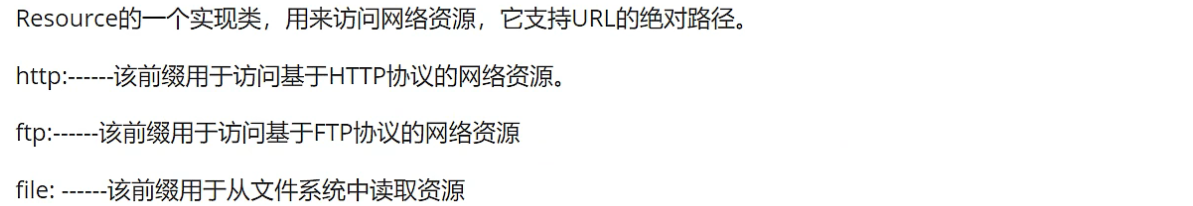 Resource的一个实现类，用来访问网络资源，它支持URL的绝对路径。
http:------该前缀用于访问基于HTTP协议的网络资源。
ftp:------该前缀用于访问基于FTP协议的网络资源
file: ------该前缀用于从文件系统中读取资源